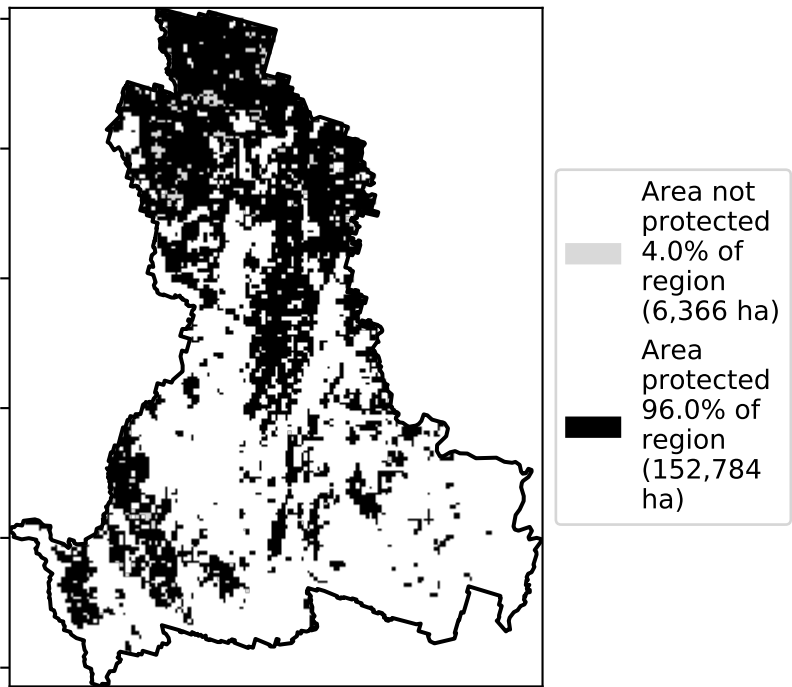 Area not
protected
4.0% of
region
(6,366 ha)
Area
protected
96.0% of
region
(152,784
ha)